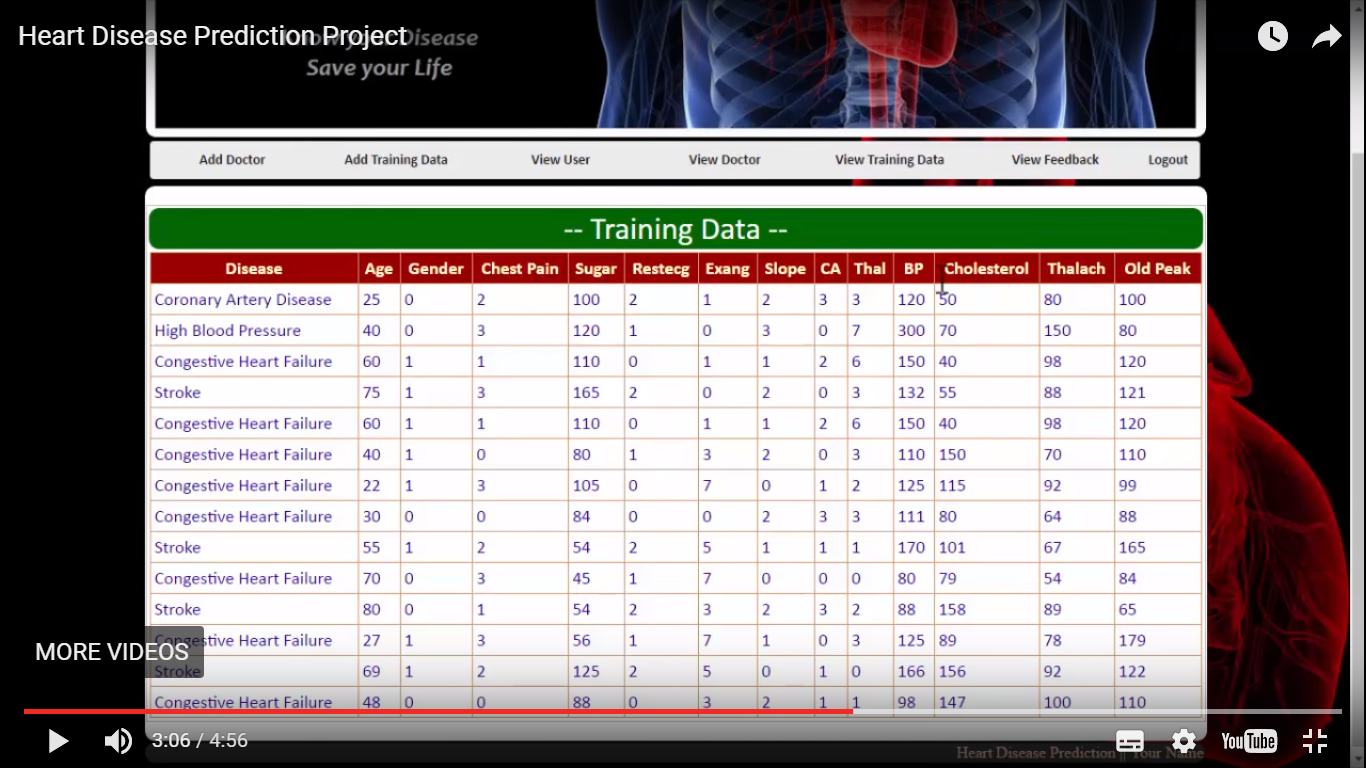 Heart Disease Prediction Project
Know your Disease
Save your Life
Add Doctor Add Training Data View User View Doctor View Training Data View Feedback Logout
-- Training Data --
Disease Age Gender Chest Pain Sugar Restecg Exang Slope CA Thal BP Cholesterol Thalach Old Peak
Coronary Artery Disease 25 0 2 100 2 1 2 3 3 120 50 80 100
High Blood Pressure 40 0 3 120 1 0 3 0 7 300 70 150 80
Congestive Heart Failure 60 1 1 110 0 1 1 2 6 150 40 98 120
Stroke 75 1 3 165 2 0 2 0 3 132 55 88 121
Congestive Heart Failure 60 1 1 110 0 1 1 2 6 150 40 98 120
Congestive Heart Failure 40 1 0 80 1 3 2 0 3 110 150 70 110
Congestive Heart Failure 22 1 3 105 0 7 0 1 2 125 115 92 99
Congestive Heart Failure 30 0 0 84 0 0 2 3 3 111 80 64 88
Stroke 55 1 2 54 2 5 1 1 1 170 101 67 165
Congestive Heart Failure 70 0 3 45 1 7 0 0 0 80 79 54 84
Stroke 80 0 1 54 2 3 2 3 2 88 158 89 65
Congestive Heart Failure 27 1 3 56 1 7 1 0 3 125 89 78 179
MORE VIDEOS
Stroke 69 1 2 125 2 5 0 1 0 166 156 92 122
Congestive Heart Failure 48 0 0 88 0 3 2 1 1 98 147 100 110
3:06 / 4:56
YouTube
Heart Disease Prediction || Your Name